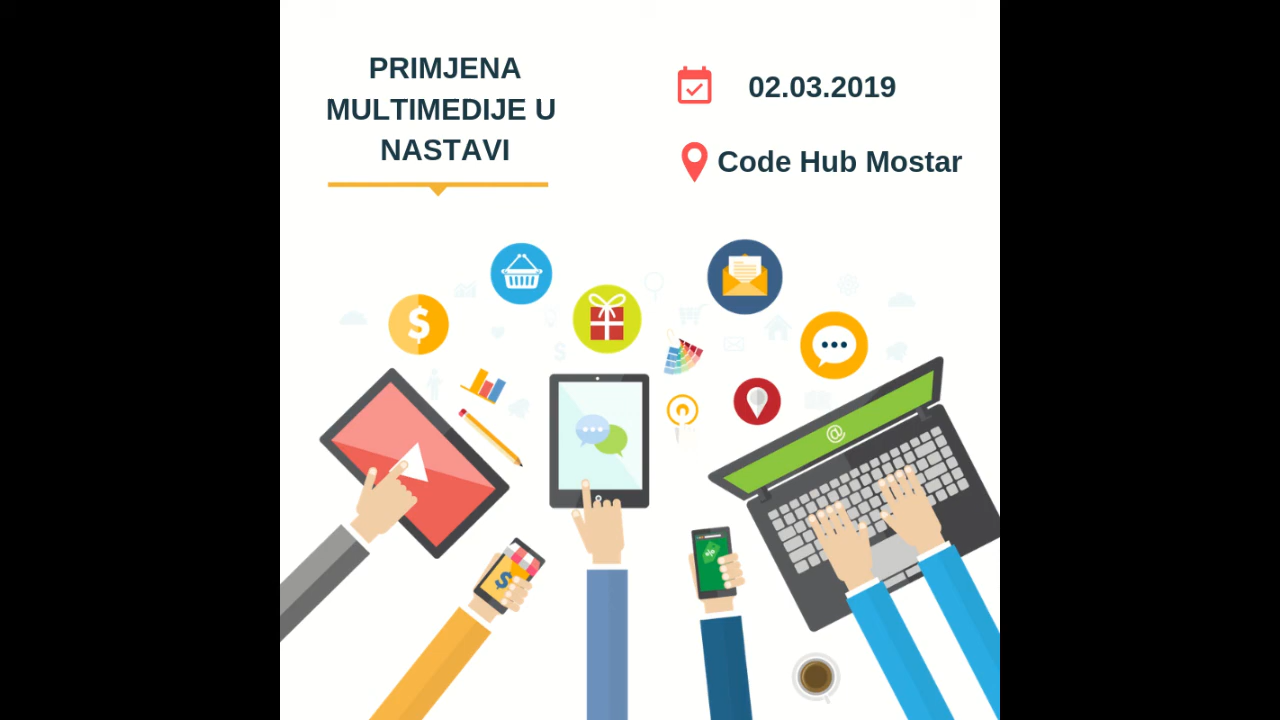 PRIMJENA
MULTIMEDIJE U
NASTAVI
02.03.2019
Code Hub Mostar
$
@
$